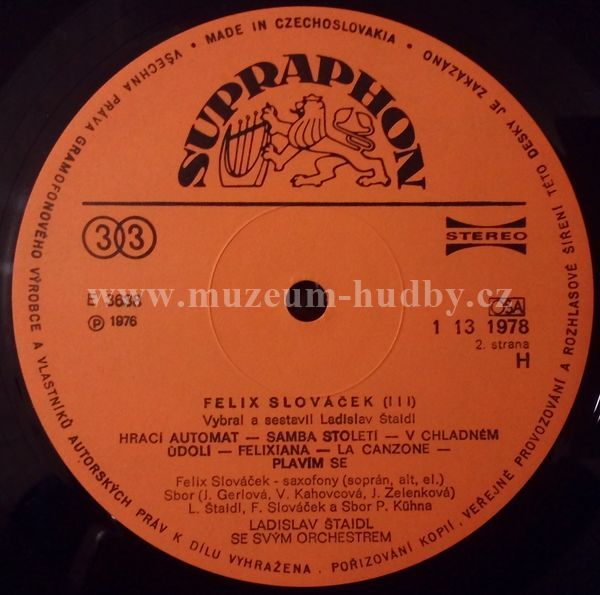 VŠECHNA PRÁVA GRAMOFONOVÉHO VÝROBCE A VLASTNÍKŮ AUTORSKÝCH PRÁV K DÍLU VYHRAŽENA. POŘIZOVÁNÍ KOPIÍ, VEŘEJNÉ PROVOZOVÁNÍ A ROZHLASOVÉ ŠÍŘENÍ TÉTO DESKY JE ZAKÁZÁNO • MADE IN CZECHOSLOVAKIA •
SUPRAPHON
33
STEREO
www.muzeum-hudby.cz
℗ 1976
1 13 1978
2. strana
H
FELIX SLOVÁČEK (III)
Vybral a sestavil Ladislav Štaidl
HRACÍ AUTOMAT — SAMBA STOLETÍ — V CHLADNÉM
ÚDOLÍ — FELIXIANA — LA CANZONE —
PLAVÍM SE
Felix Slováček - saxofony (soprán, alt, el.)
Sbor (J. Gerlová, V. Kahovcová, J. Zelenková)
L. Štaidl, F. Slováček a Sbor P. Kühna
LADISLAV ŠTAIDL
SE SVÝM ORCHESTREM